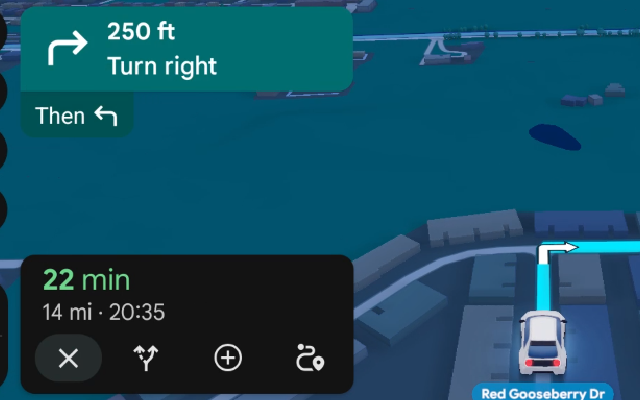 250 ft
Turn right
Then
22 min
14 mi · 20:35
Red Gooseberry Dr